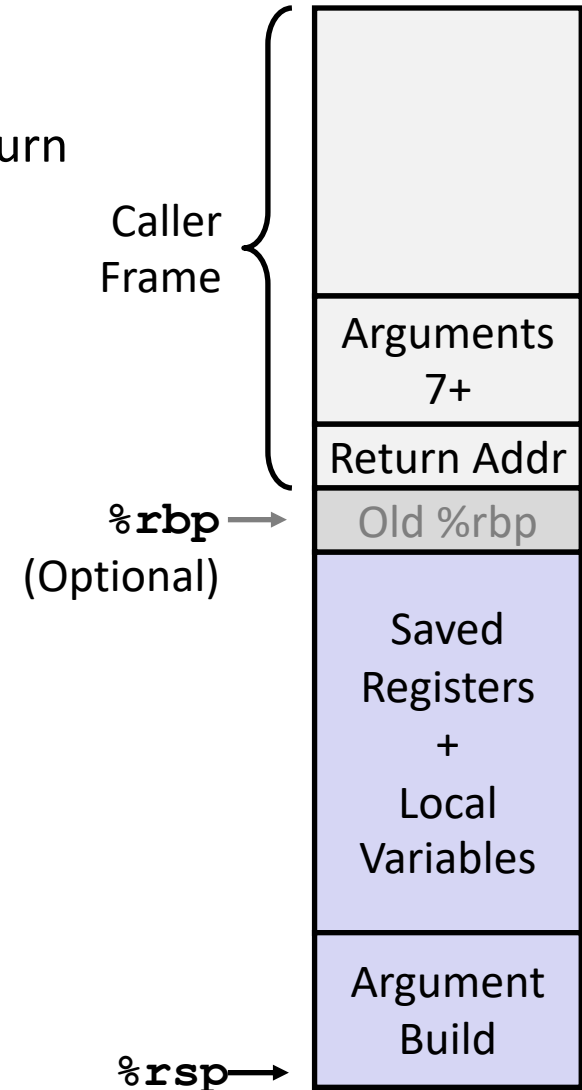 urn
Caller
Frame
Arguments
7+
Return Addr
%rbp
(Optional)
Old %rbp
Saved
Registers
+
Local
Variables
Argument
Build
%rsp